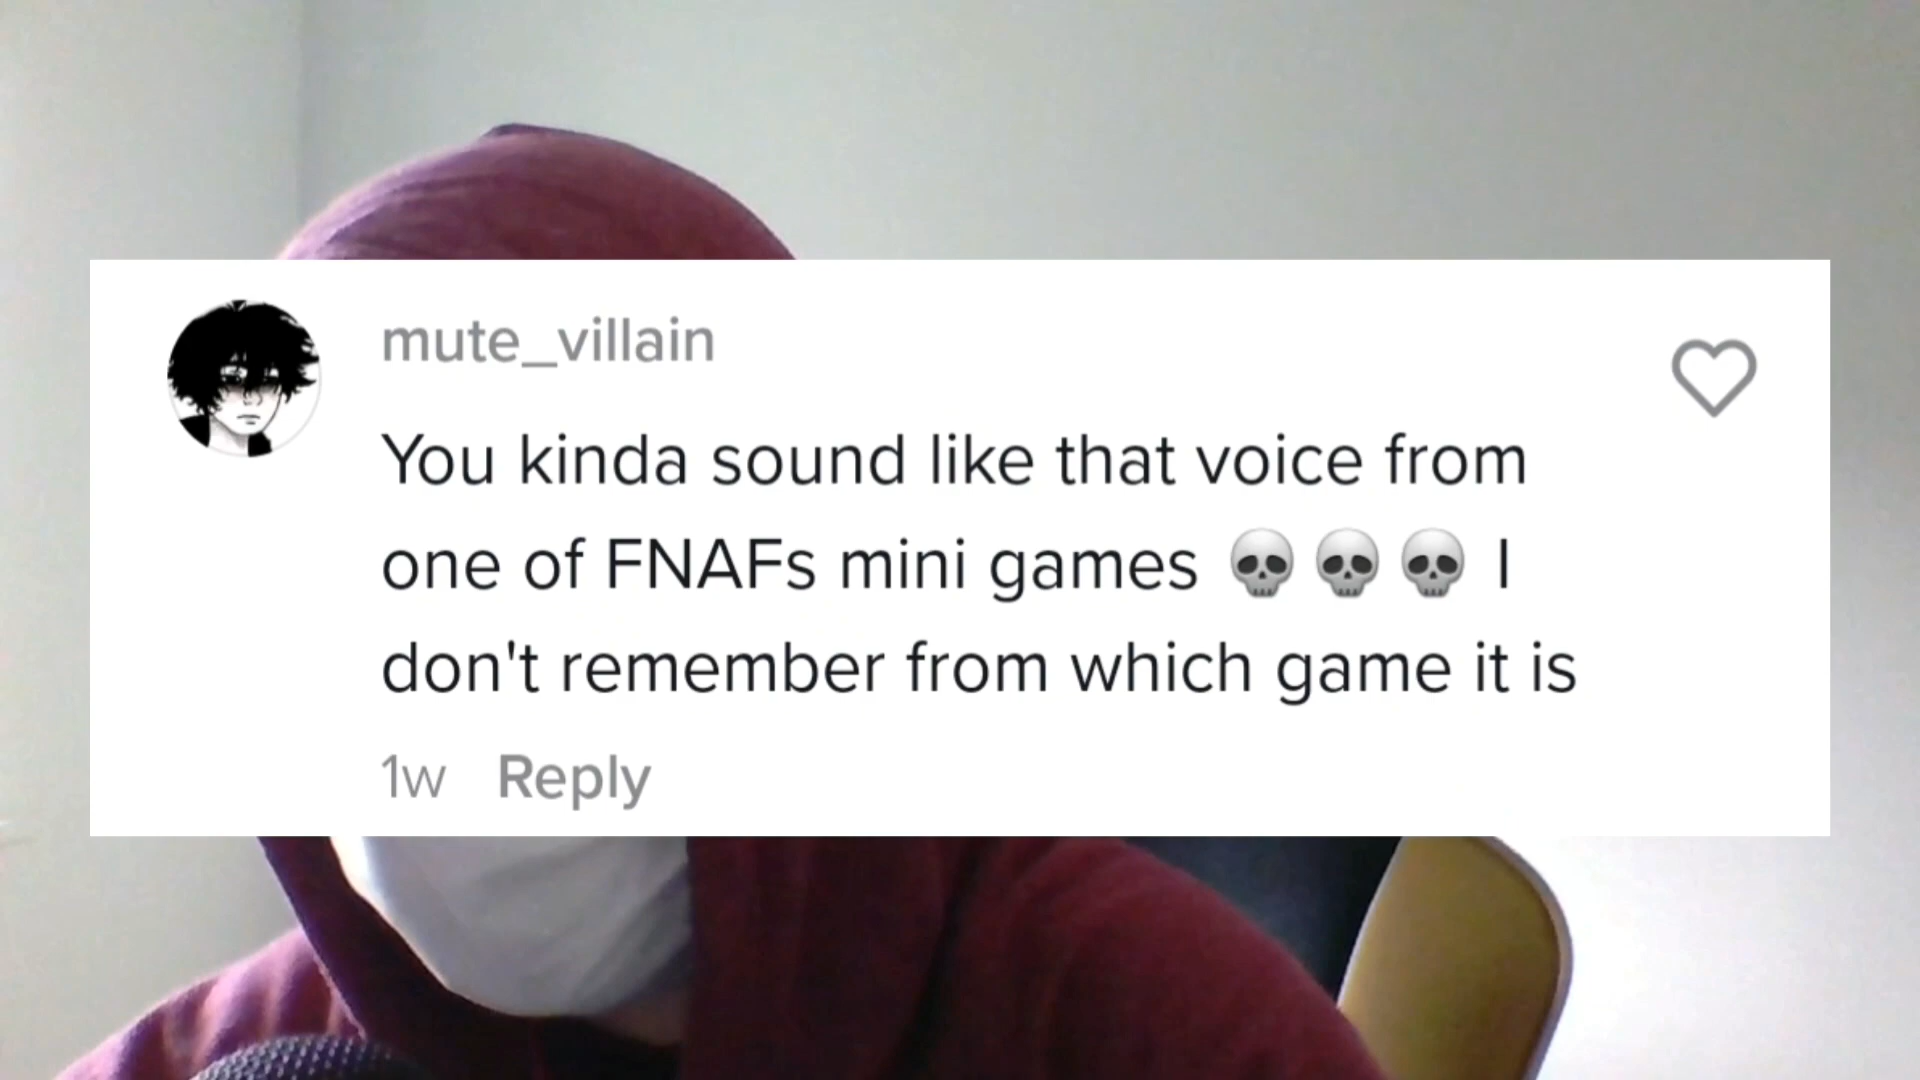 mute_villain
You kinda sound like that voice from
one of FNAFs mini games 💀💀💀 I
don't remember from which game it is
1w Reply